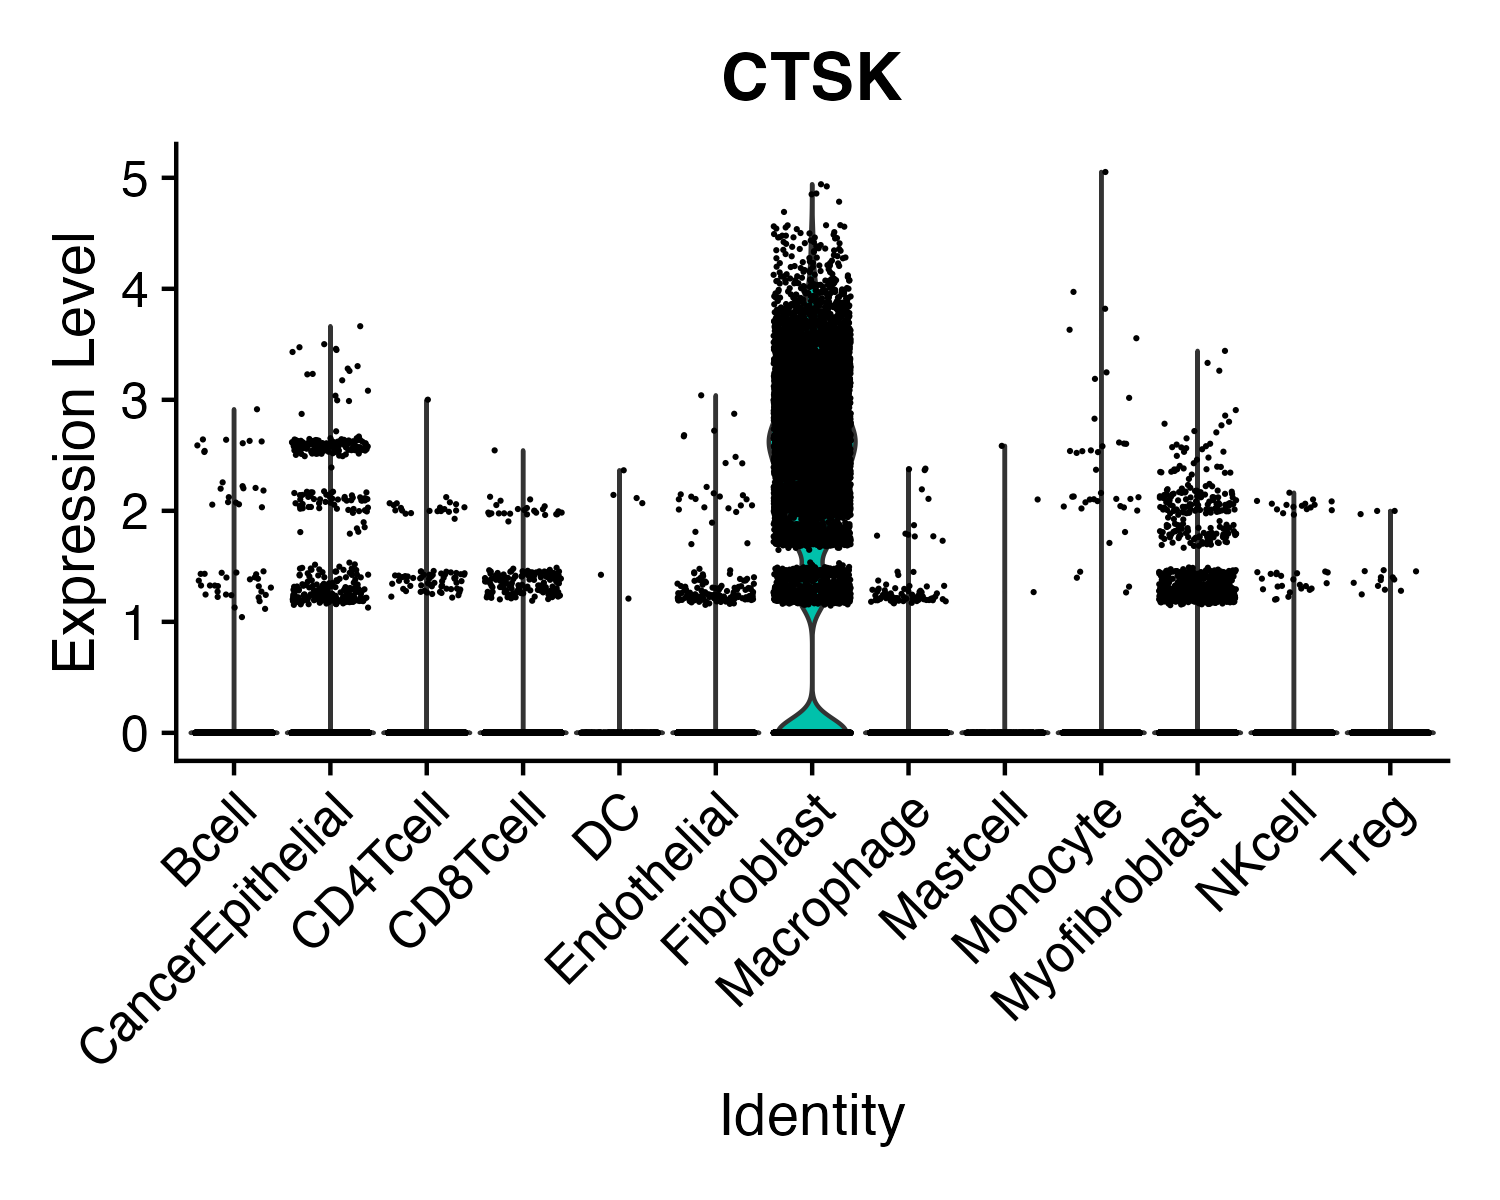 CTSK
Expression Level
5
4
3
2
1
0
Bcell
CancerEpithelial
CD4Tcell
CD8Tcell
DC
Endothelial
Fibroblast
Macrophage
Mastcell
Monocyte
Myofibroblast
NKcell
Treg
Identity